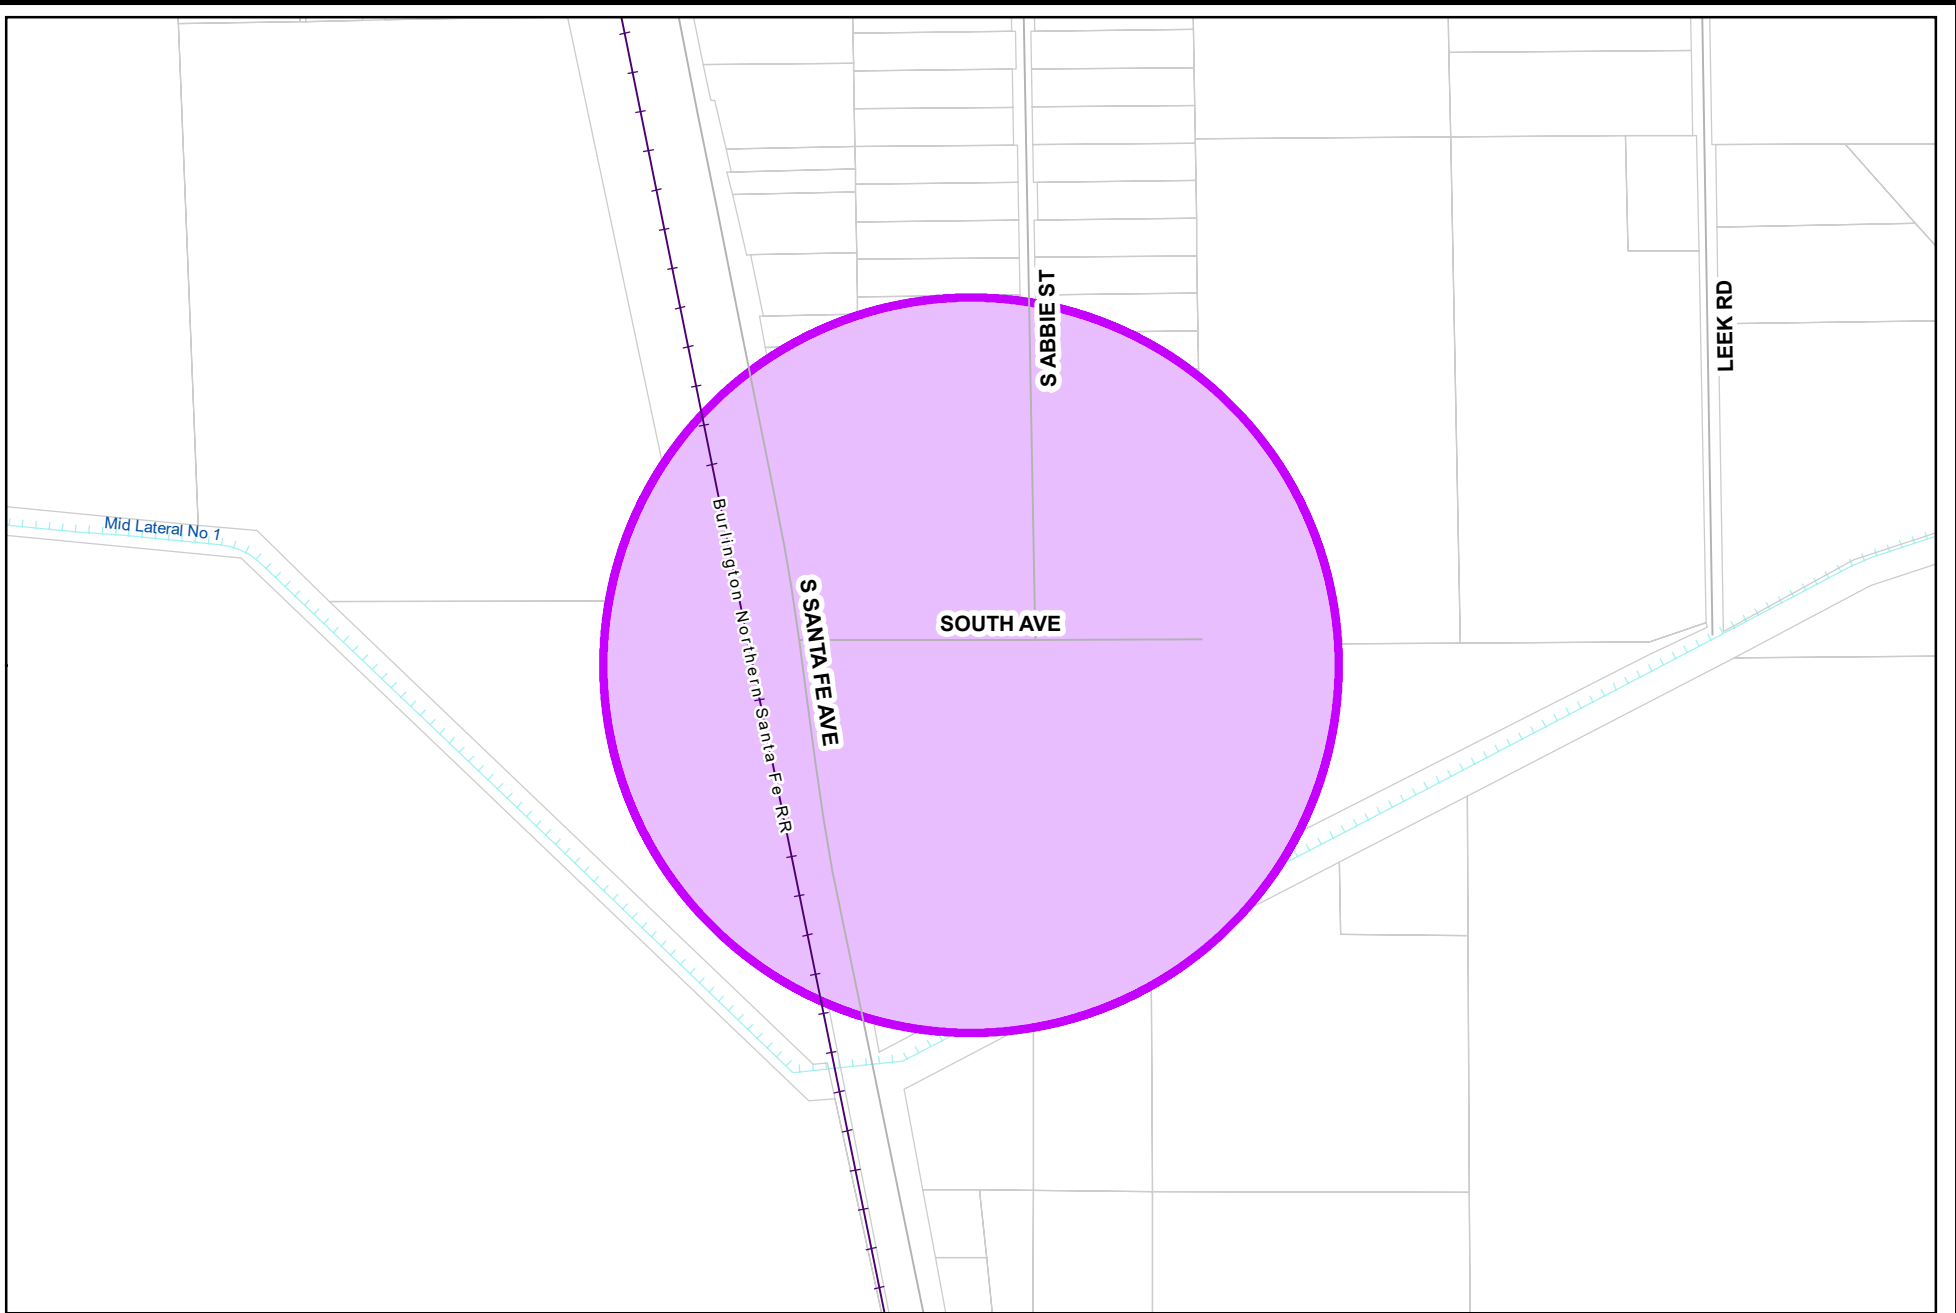 S ABBIE ST
LEEK RD
Mid Lateral No 1
Burlington Northern Santa Fe RR
S SANTA FE AVE
SOUTH AVE